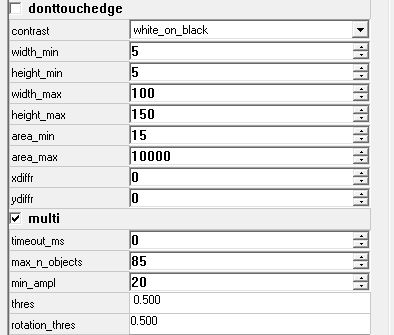 donttouchedge
contrast white_on_black
width_min 5
height_min 5
width_max 100
height_max 150
area_min 15
area_max 10000
xdiffr 0
ydiffr 0
multi
timeout_ms 0
max_n_objects 85
min_ampl 20
thres 0.500
rotation_thres 0.500